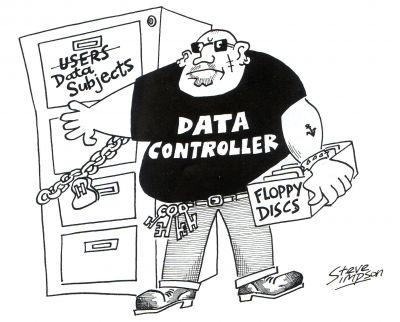 USERS
Data
Subjects
DATA
CONTROLLER
FLOPPY
DISCS
Steve
Simpson